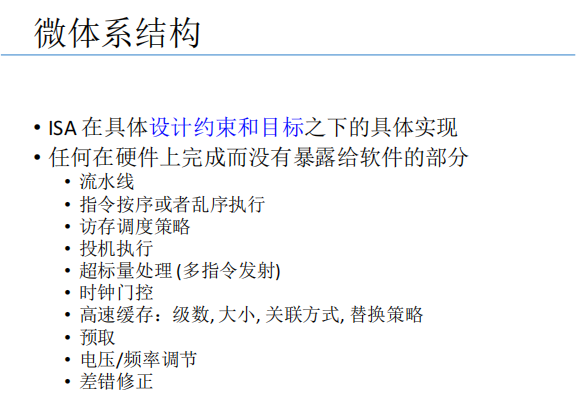 微体系结构
• ISA 在具体设计约束和目标之下的具体实现
• 任何在硬件上完成而没有暴露给软件的部分
• 流水线
• 指令按序或者乱序执行
• 访存调度策略
• 投机执行
• 超标量处理 (多指令发射)
• 时钟门控
• 高速缓存：级数, 大小, 关联方式, 替换策略
• 预取
• 电压/频率调节
• 差错修正